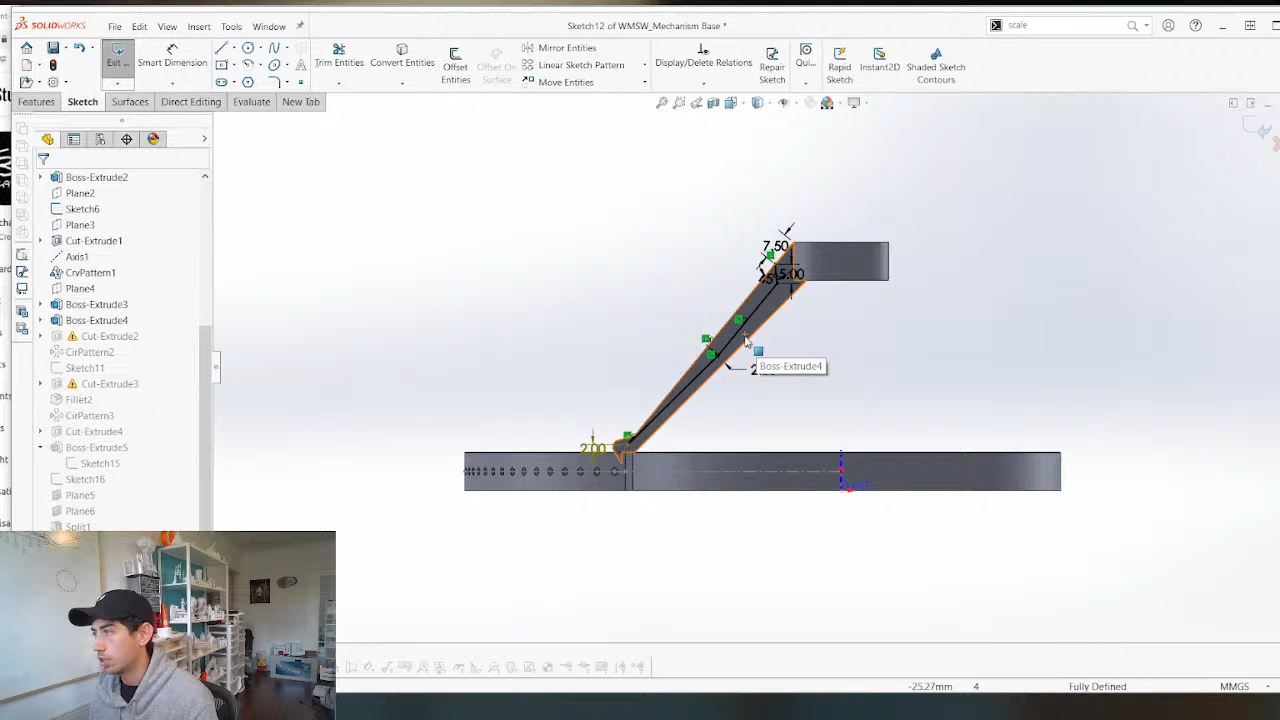 SOLIDWORKS File Edit View Insert Tools Window Sketch12 of WMSW_Mechanism Base * scale
Exit ... Smart Dimension Trim Entities Convert Entities Offset Entities Offset On Surface Mirror Entities Linear Sketch Pattern Move Entities Display/Delete Relations Repair Sketch Qui... Rapid Sketch Instant2D Shaded Sketch Contours
Features Sketch Surfaces Direct Editing Evaluate New Tab
Boss-Extrude2
Plane2
Sketch6
Plane3
Cut-Extrude1
Axis1
CrvPattern1
Plane4
Boss-Extrude3
Boss-Extrude4
Cut-Extrude2
CirPattern2
Sketch11
Cut-Extrude3
Fillet2
CirPattern3
Cut-Extrude4
Boss-Extrude5
Sketch15
Sketch16
Plane5
Plane6
Split1
7.50
Boss-Extrude4
2.00
-25.27mm 4 Fully Defined MMGS